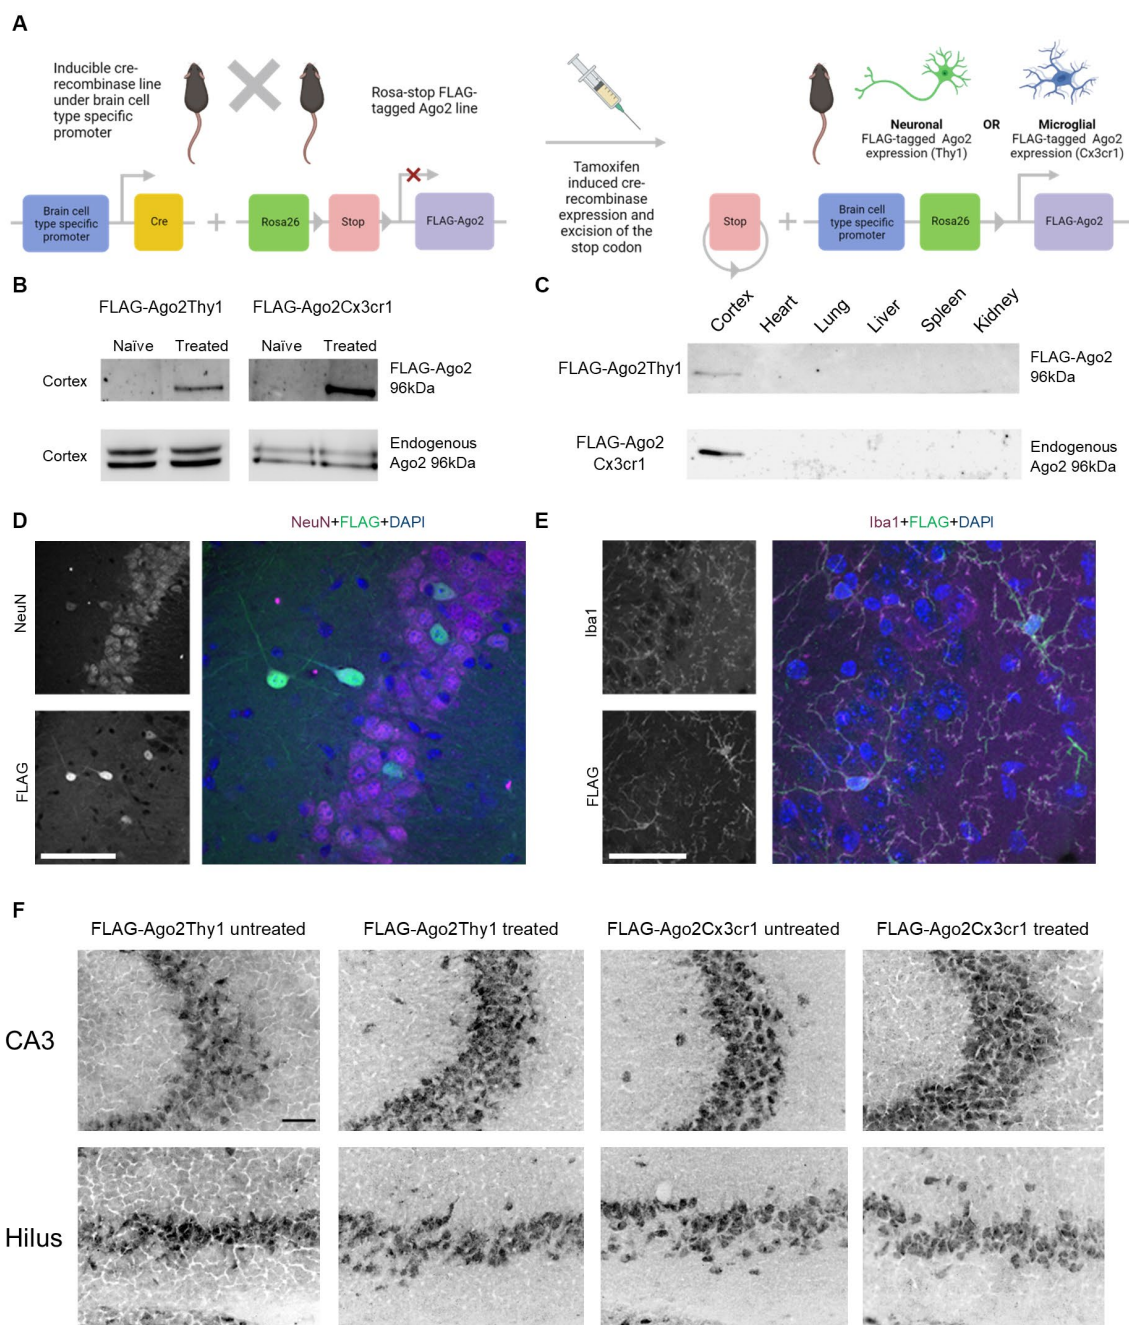 A
Inducible cre-
recombinase line
under brain cell
type specific
promoter
Rosa-stop FLAG-
tagged Ago2 line
Neuronal
FLAG-tagged Ago2
expression (Thy1)
OR
Microglial
FLAG-tagged Ago2
expression (Cx3cr1)
Tamoxifen
induced cre-
recombinase
expression and
excision of the
stop codon
Brain cell
type specific
promoter
Cre
+
Rosa26
Stop
FLAG-Ago2
Stop
+
Brain cell
type specific
promoter
Rosa26
FLAG-Ago2
B
FLAG-Ago2Thy1
FLAG-Ago2Cx3cr1
Naïve
Treated
Naïve
Treated
Cortex
FLAG-Ago2
96kDa
Cortex
Endogenous
Ago2 96kDa
C
Cortex
Heart
Lung
Liver
Spleen
Kidney
FLAG-Ago2Thy1
FLAG-Ago2
96kDa
FLAG-Ago2
Cx3cr1
Endogenous
Ago2 96kDa
D
NeuN+FLAG+DAPI
NeuN
FLAG
E
Iba1+FLAG+DAPI
Iba1
FLAG
F
FLAG-Ago2Thy1 untreated
FLAG-Ago2Thy1 treated
FLAG-Ago2Cx3cr1 untreated
FLAG-Ago2Cx3cr1 treated
CA3
Hilus